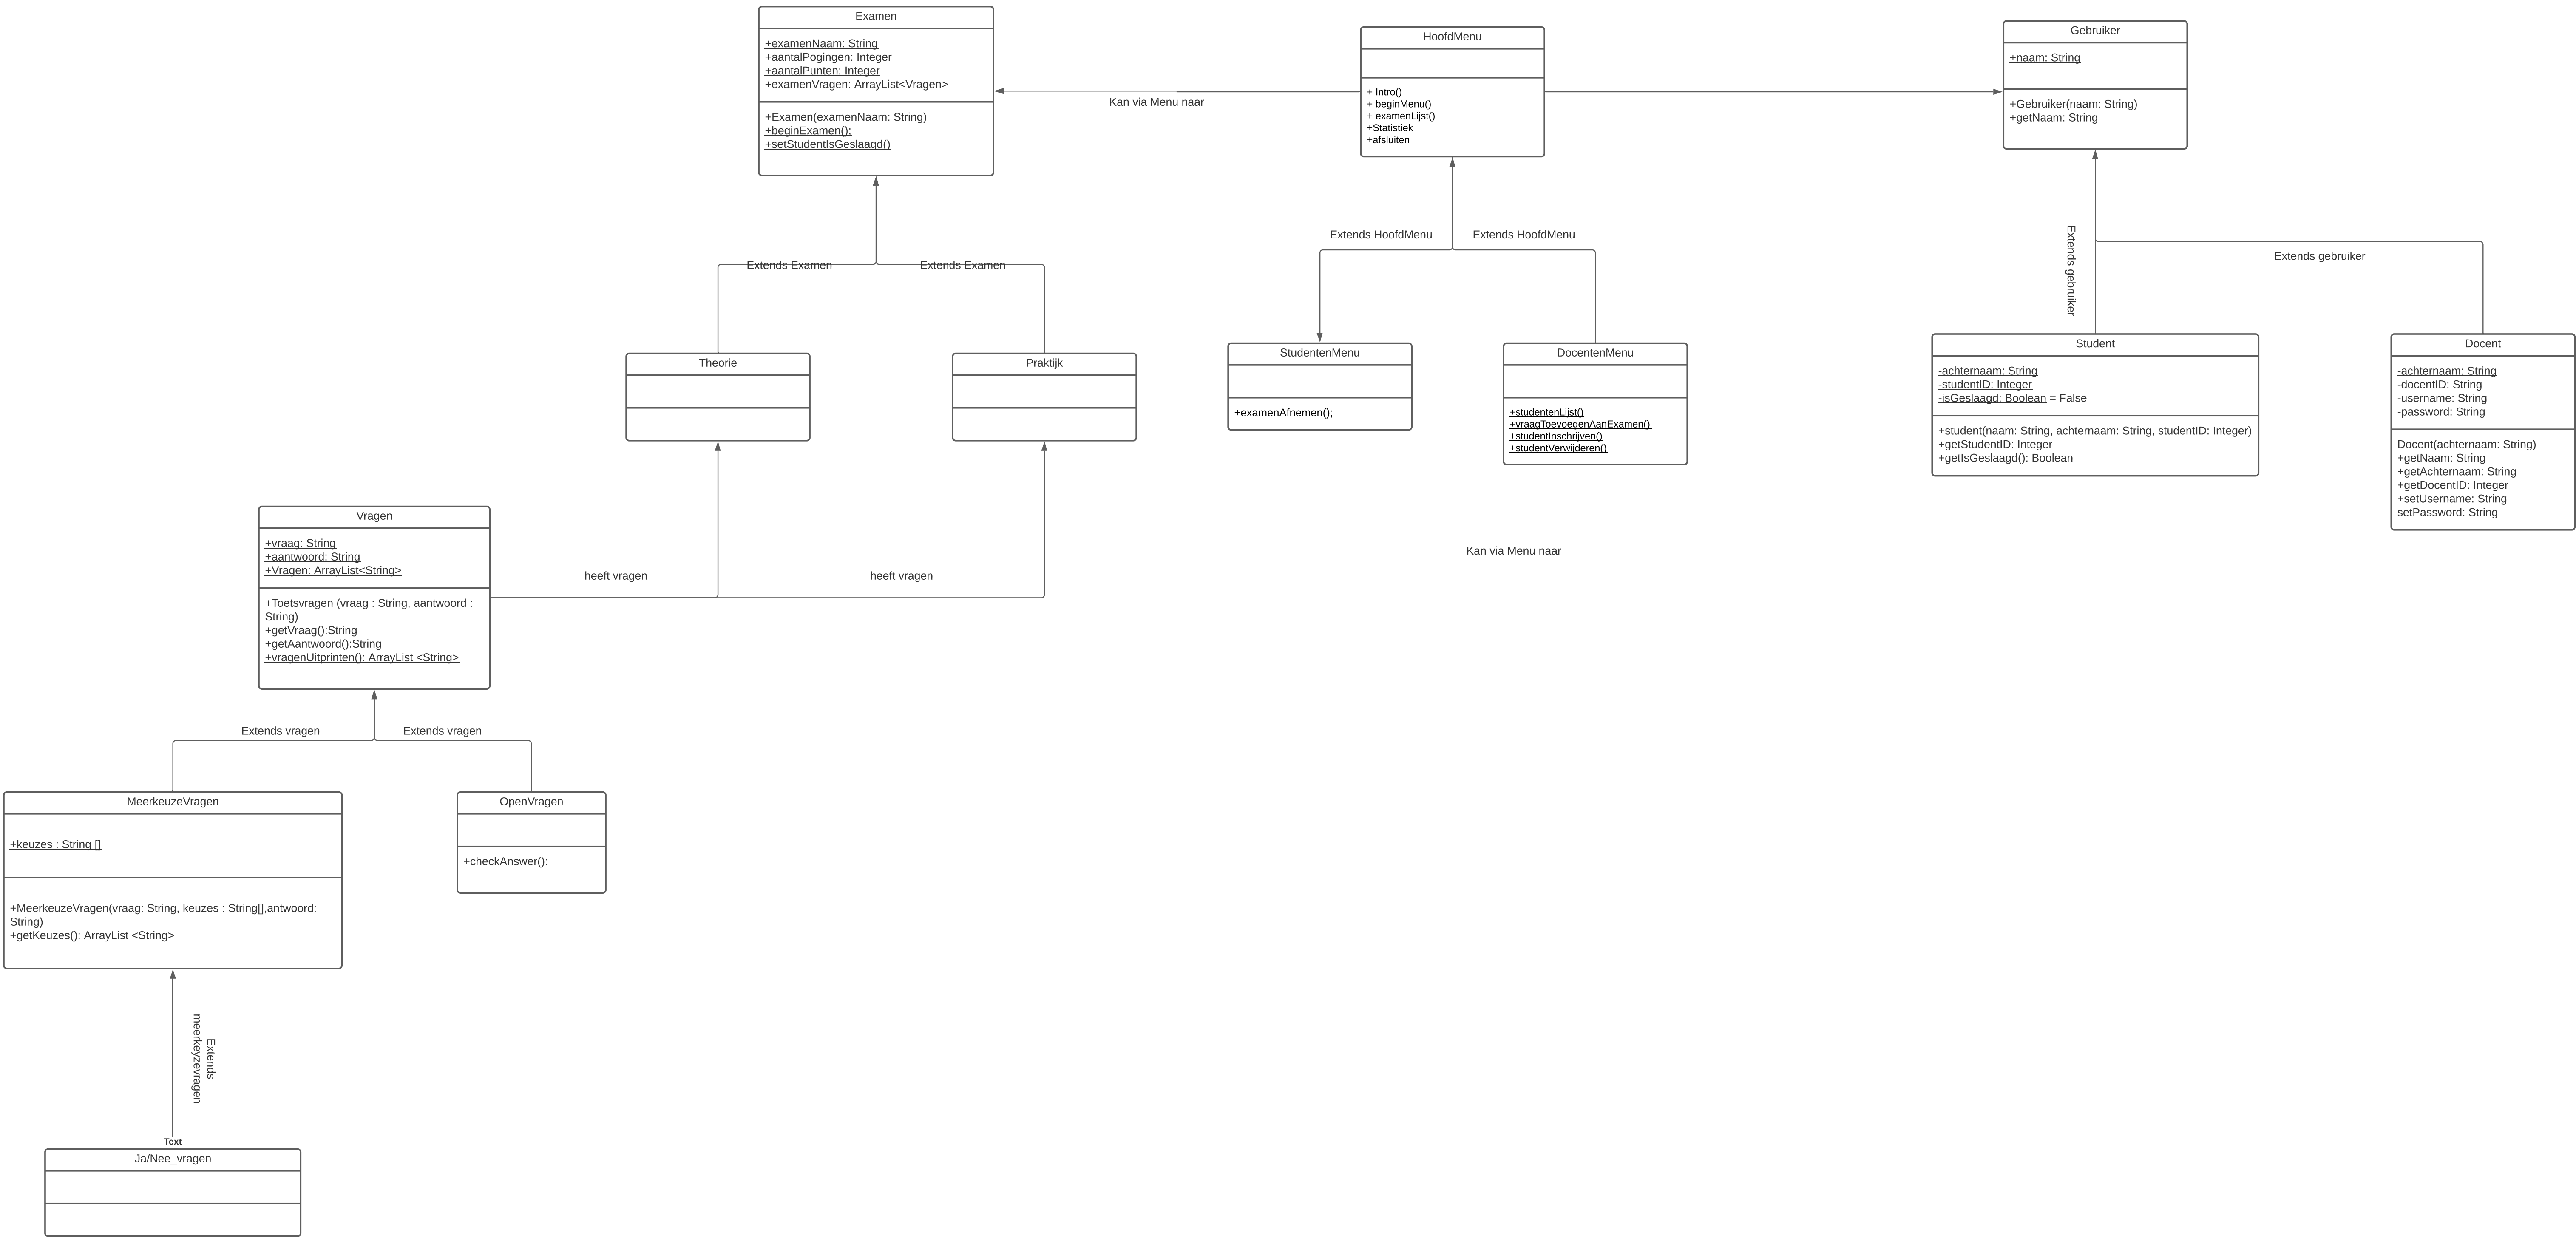 Examen
+examenNaam: String
+aantalPogingen: Integer
+aantalPunten: Integer
+examenVragen: ArrayList<Vragen>
+Examen(examenNaam: String)
+beginExamen();
+setStudentIsGeslaagd()
Kan via Menu naar
HoofdMenu
+ Intro()
+ beginMenu()
+ examenLijst()
+Statistiek
+afsluiten
Gebruiker
+naam: String
+Gebruiker(naam: String)
+getNaam: String
Extends Examen
Extends Examen
Extends HoofdMenu
Extends HoofdMenu
Extends gebruiker
Extends gebruiker
Theorie
Praktijk
StudentenMenu
+examenAfnemen();
DocentenMenu
+studentenLijst()
+vraagToevoegenAanExamen()
+studentInschrijven()
+studentVerwijderen()
Student
-achternaam: String
-studentID: Integer
-isGeslaagd: Boolean = False
+student(naam: String, achternaam: String, studentID: Integer)
+getStudentID: Integer
+getIsGeslaagd(): Boolean
Docent
-achternaam: String
-docentID: String
-username: String
-password: String
Docent(achternaam: String)
+getNaam: String
+getAchternaam: String
+getDocentID: Integer
+setUsername: String
setPassword: String
Kan via Menu naar
Vragen
+vraag: String
+aantwoord: String
+Vragen: ArrayList<String>
+Toetsvragen (vraag : String, aantwoord :
String)
+getVraag():String
+getAantwoord():String
+vragenUitprinten(): ArrayList <String>
heeft vragen
heeft vragen
Extends vragen
Extends vragen
MeerkeuzeVragen
+keuzes : String []
+MeerkeuzeVragen(vraag: String, keuzes : String[],antwoord:
String)
+getKeuzes(): ArrayList <String>
OpenVragen
+checkAnswer():
Extends
meerkeyzevragen
Text
Ja/Nee_vragen